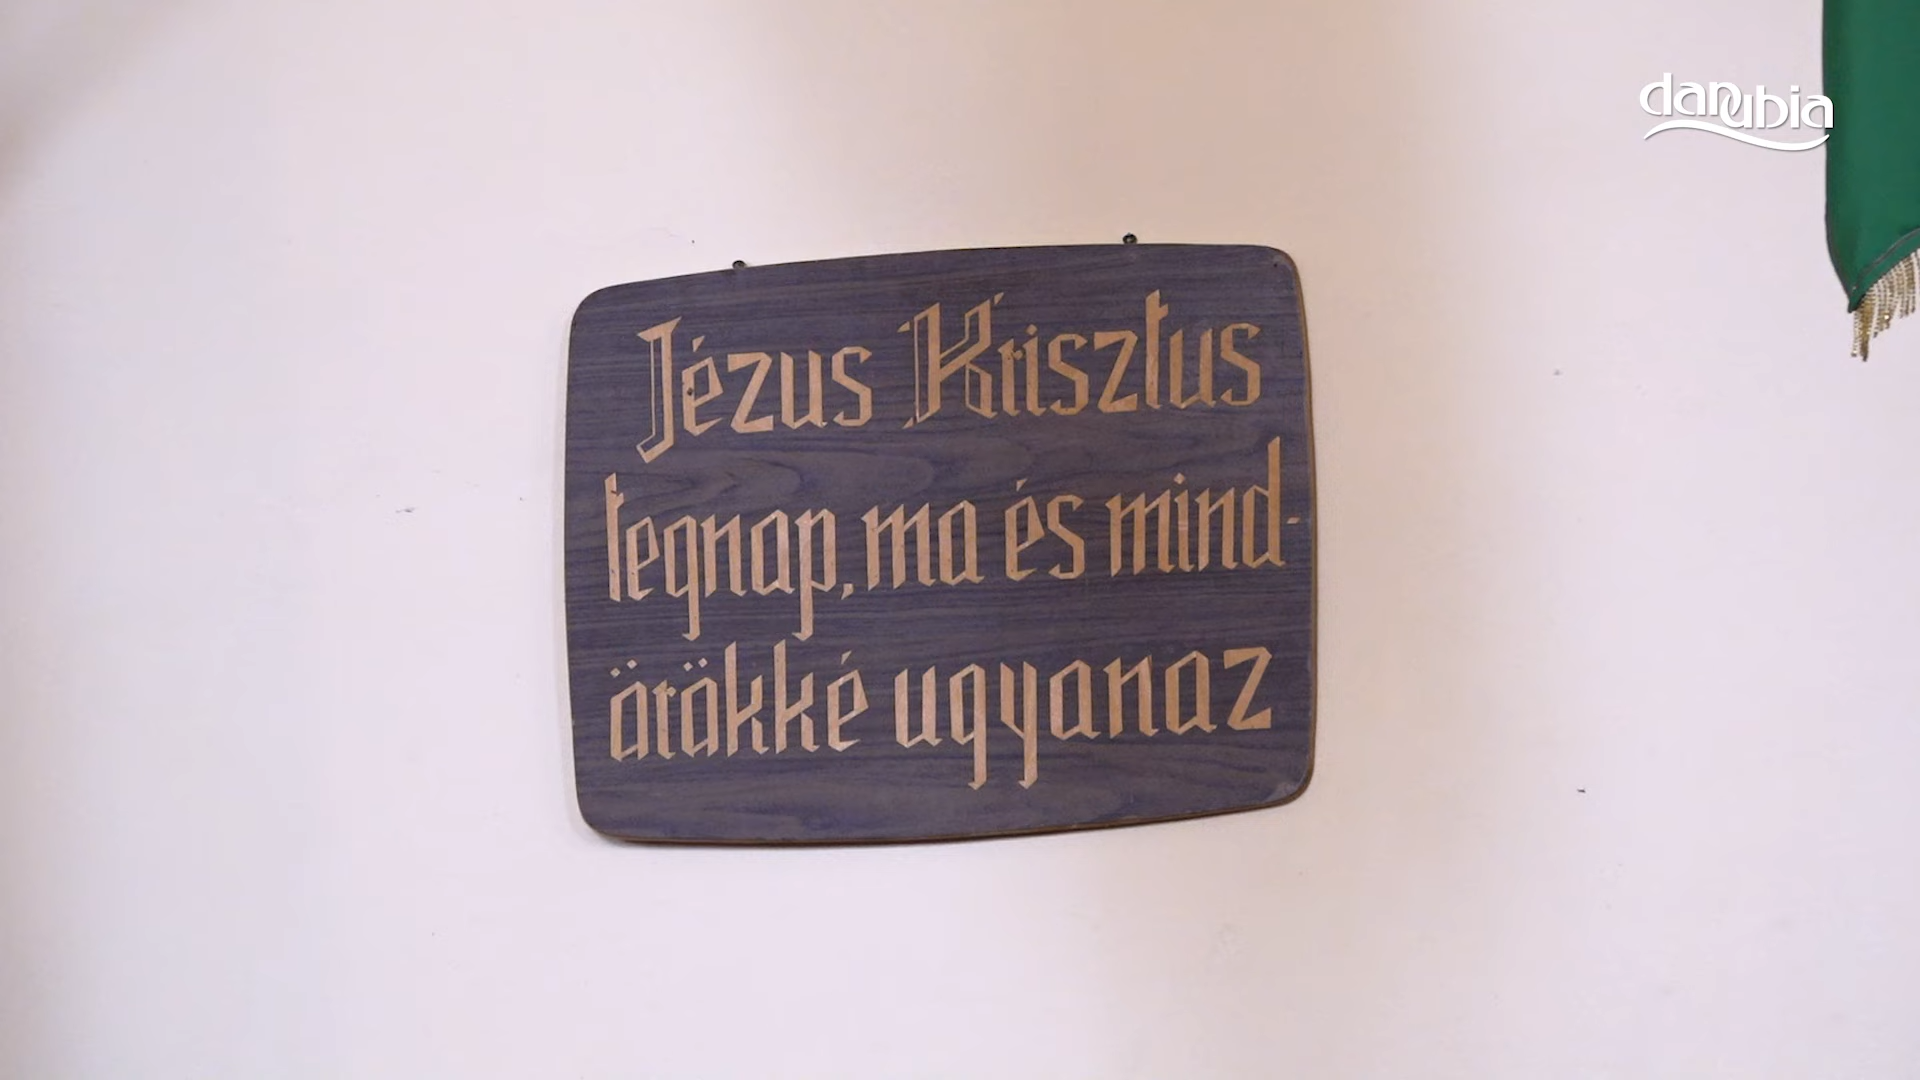 danubia
Jézus Krisztus
tegnap, ma és mind-
örökké ugyanaz